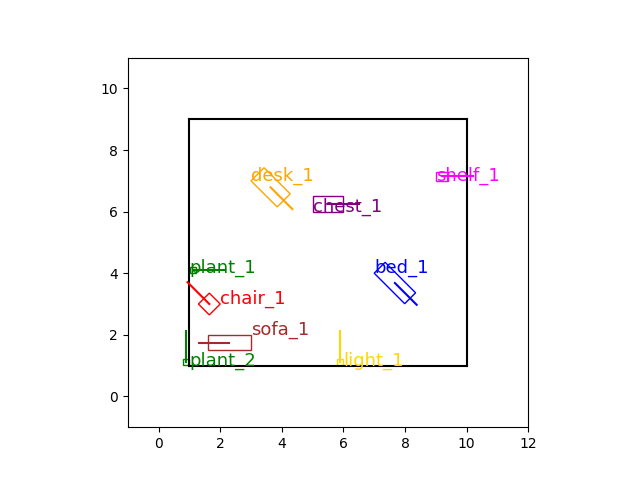 10
8
6
4
2
0
desk_1
shelf_1
chest_1
plant_1
bed_1
chair_1
sofa_1
plant_2
light_1
0 2 4 6 8 10 12